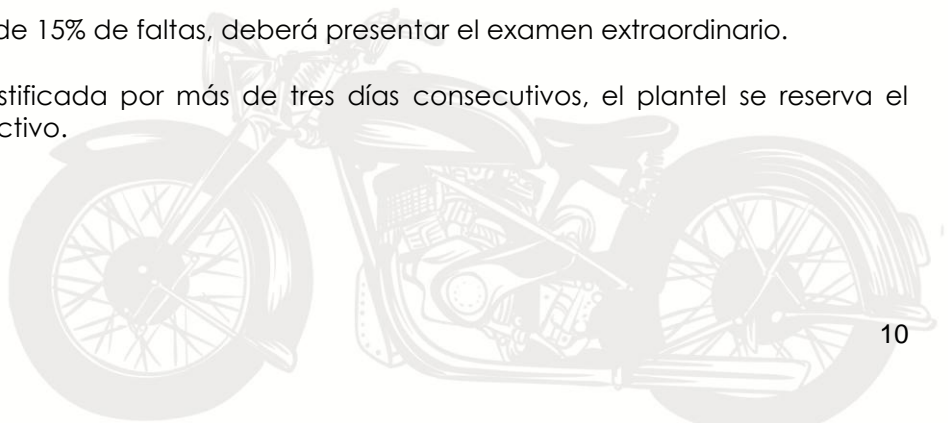 de 15% de faltas, deberá presentar el examen extraordinario.
stificada por más de tres días consecutivos, el plantel se reserva el
ctivo.
10